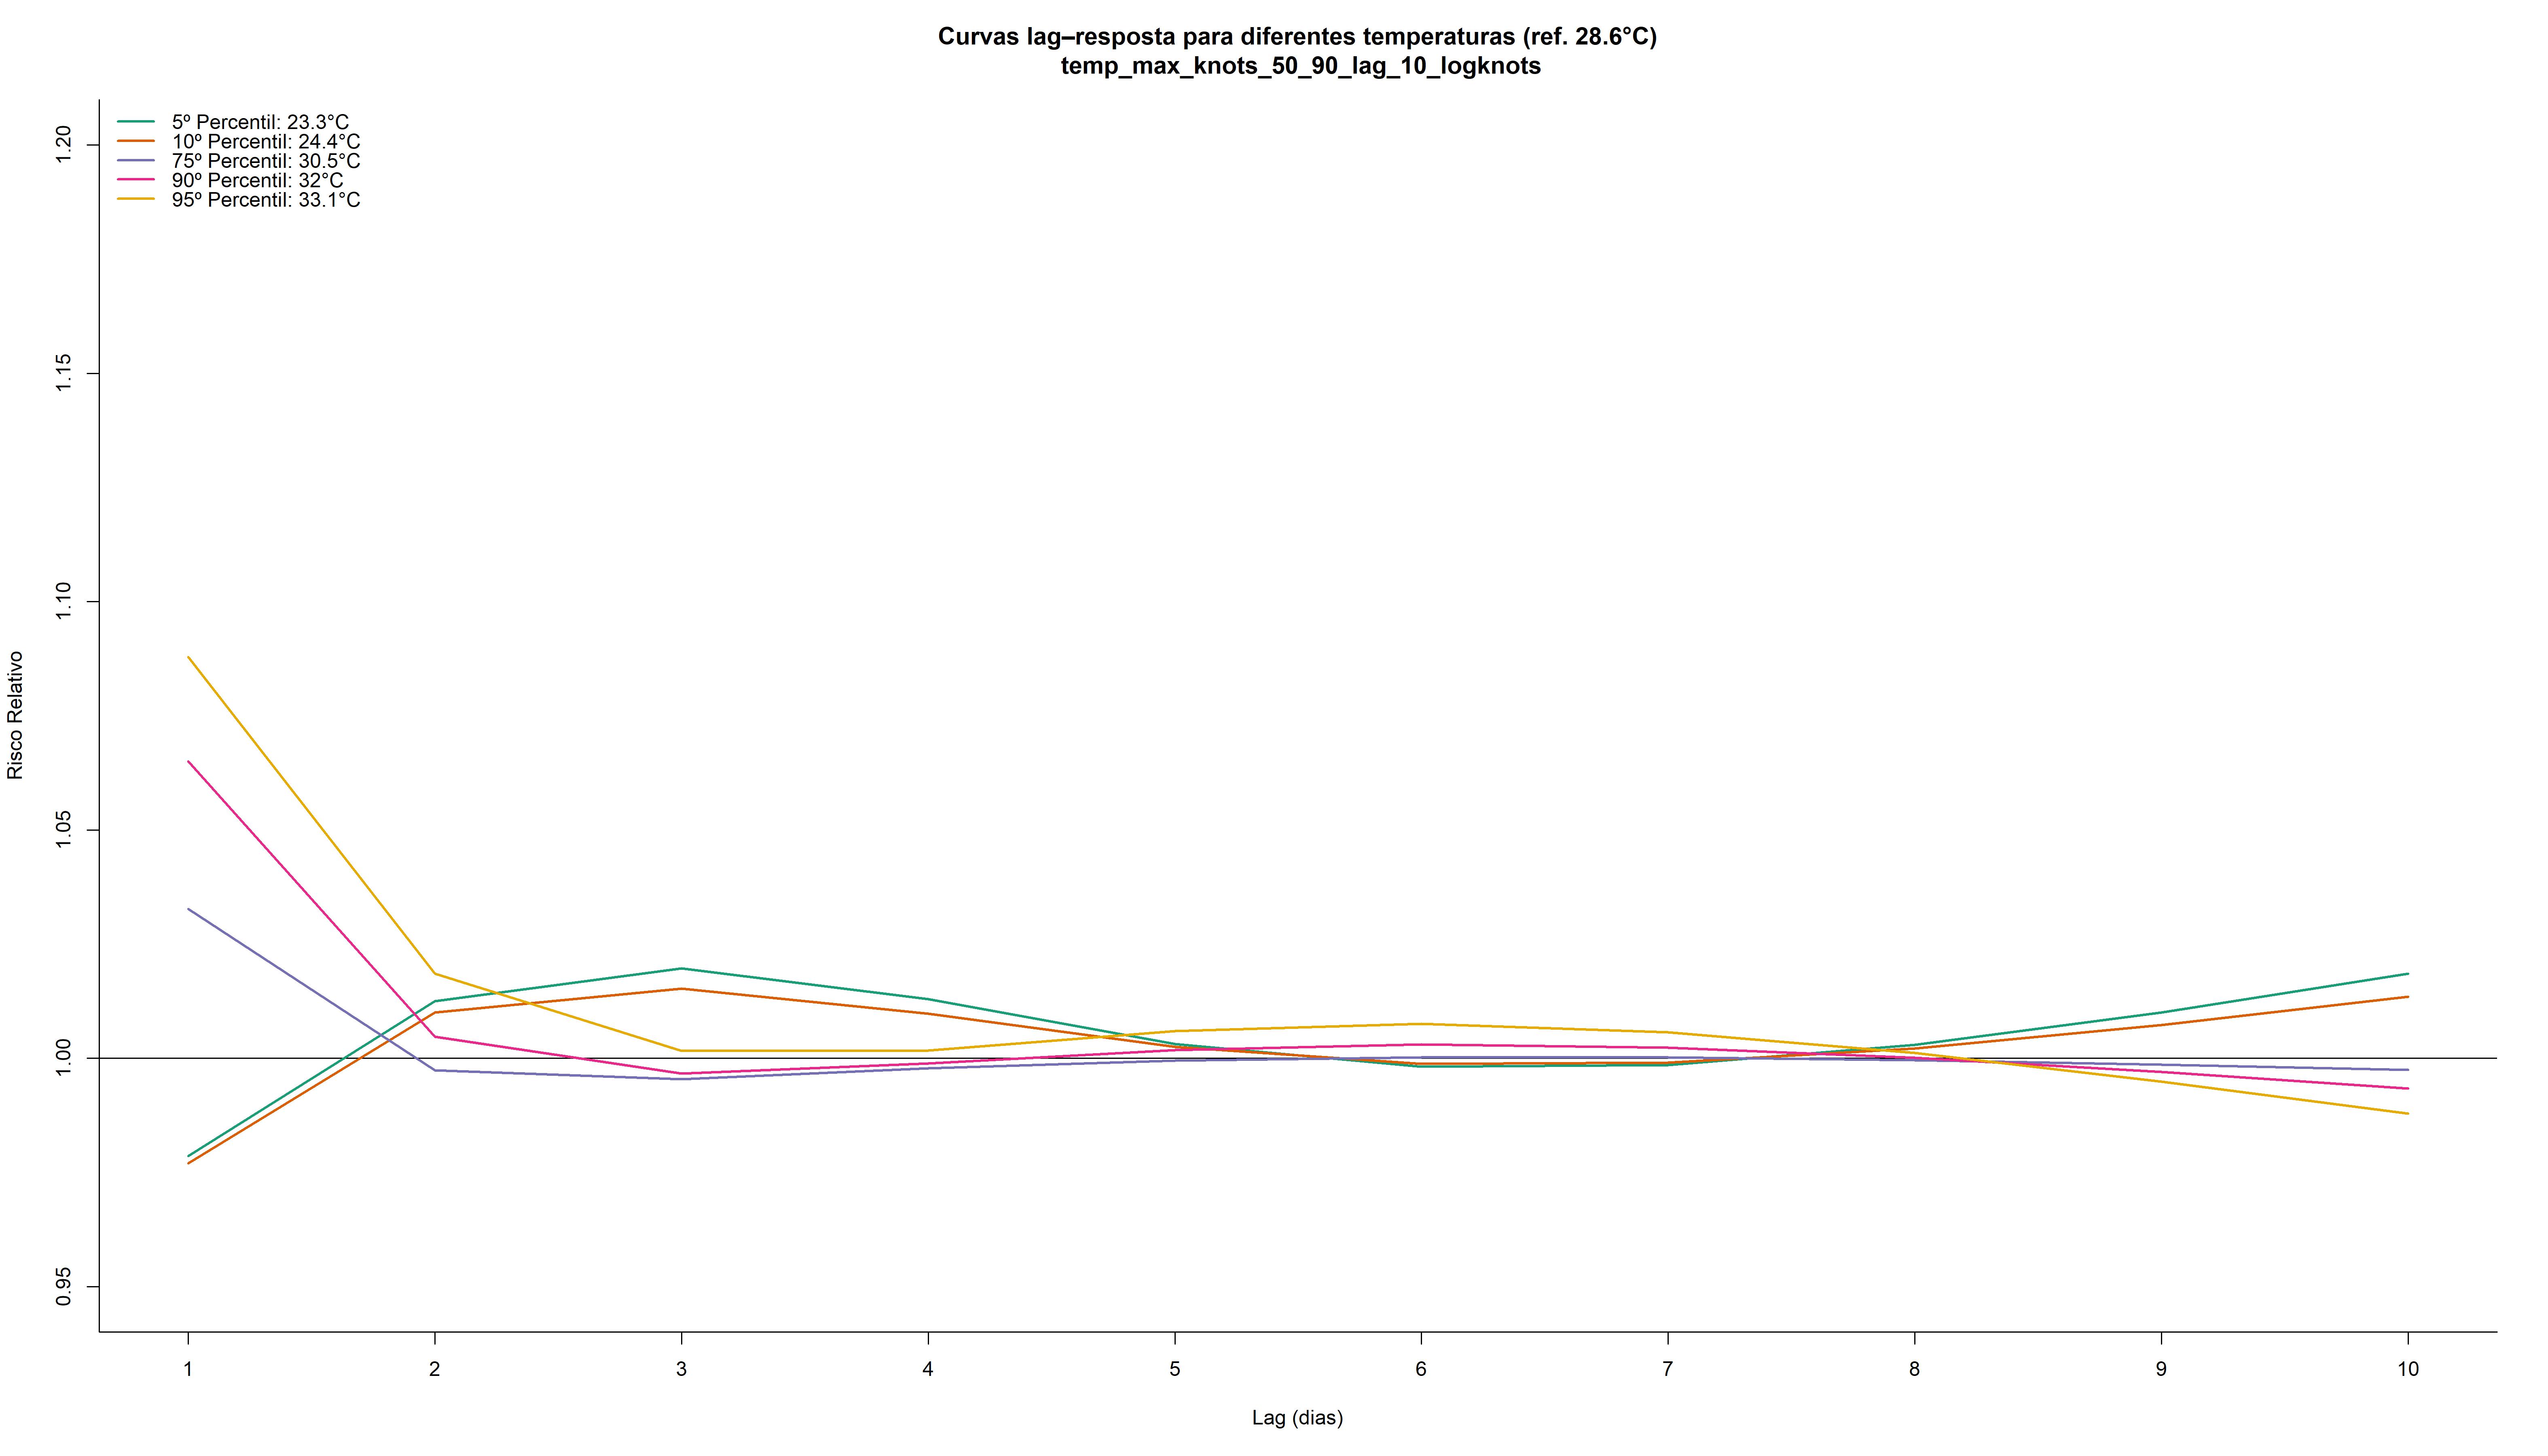 Curvas lag–resposta para diferentes temperaturas (ref. 28.6°C)
temp_max_knots_50_90_lag_10_logknots
5º Percentil: 23.3°C
10º Percentil: 24.4°C
75º Percentil: 30.5°C
90º Percentil: 32°C
95º Percentil: 33.1°C
1.20
1.15
1.10
1.05
1.00
0.95
Risco Relativo
1 2 3 4 5 6 7 8 9 10
Lag (dias)